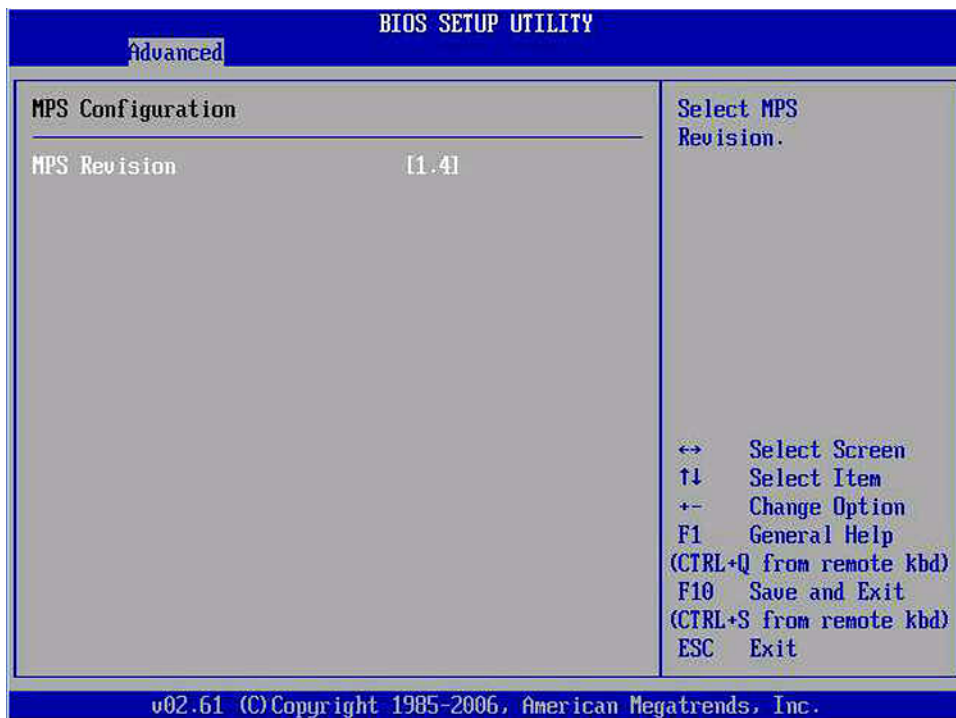 BIOS SETUP UTILITY
Advanced
MPS Configuration
MPS Revision [1.4]
Select MPS
Revision.
↔ Select Screen
↑↓ Select Item
+- Change Option
F1 General Help
(CTRL+Q from remote kbd)
F10 Save and Exit
(CTRL+S from remote kbd)
ESC Exit
v02.61 (C)Copyright 1985-2006, American Megatrends, Inc.